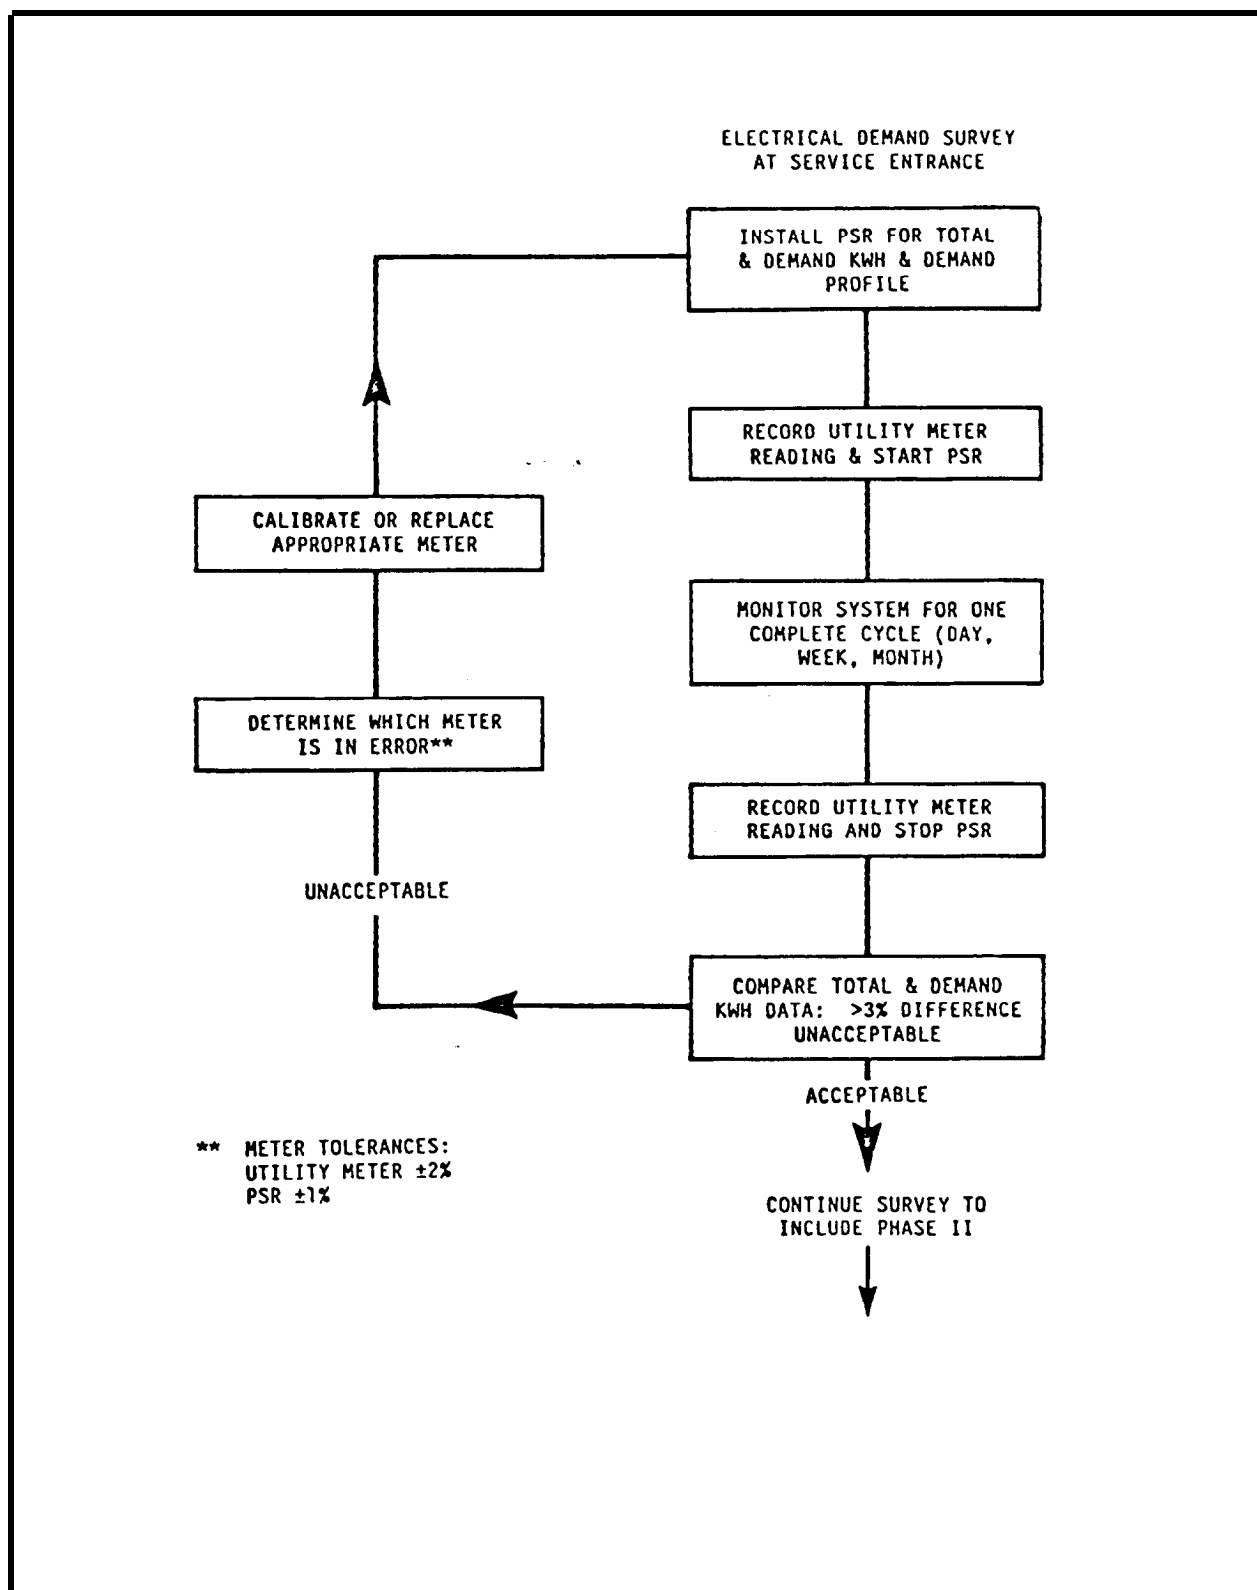 ELECTRICAL DEMAND SURVEY
AT SERVICE ENTRANCE
INSTALL PSR FOR TOTAL
& DEMAND KWH & DEMAND
PROFILE
RECORD UTILITY METER
READING & START PSR
CALIBRATE OR REPLACE
APPROPRIATE METER
MONITOR SYSTEM FOR ONE
COMPLETE CYCLE (DAY,
WEEK, MONTH)
DETERMINE WHICH METER
IS IN ERROR**
RECORD UTILITY METER
READING AND STOP PSR
UNACCEPTABLE
COMPARE TOTAL & DEMAND
KWH DATA: >3% DIFFERENCE
UNACCEPTABLE
ACCEPTABLE
** METER TOLERANCES:
UTILITY METER ±2%
PSR ±1%
CONTINUE SURVEY TO
INCLUDE PHASE II